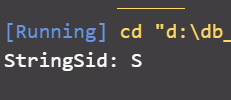 [Running] cd "d:\db_
StringSid: S